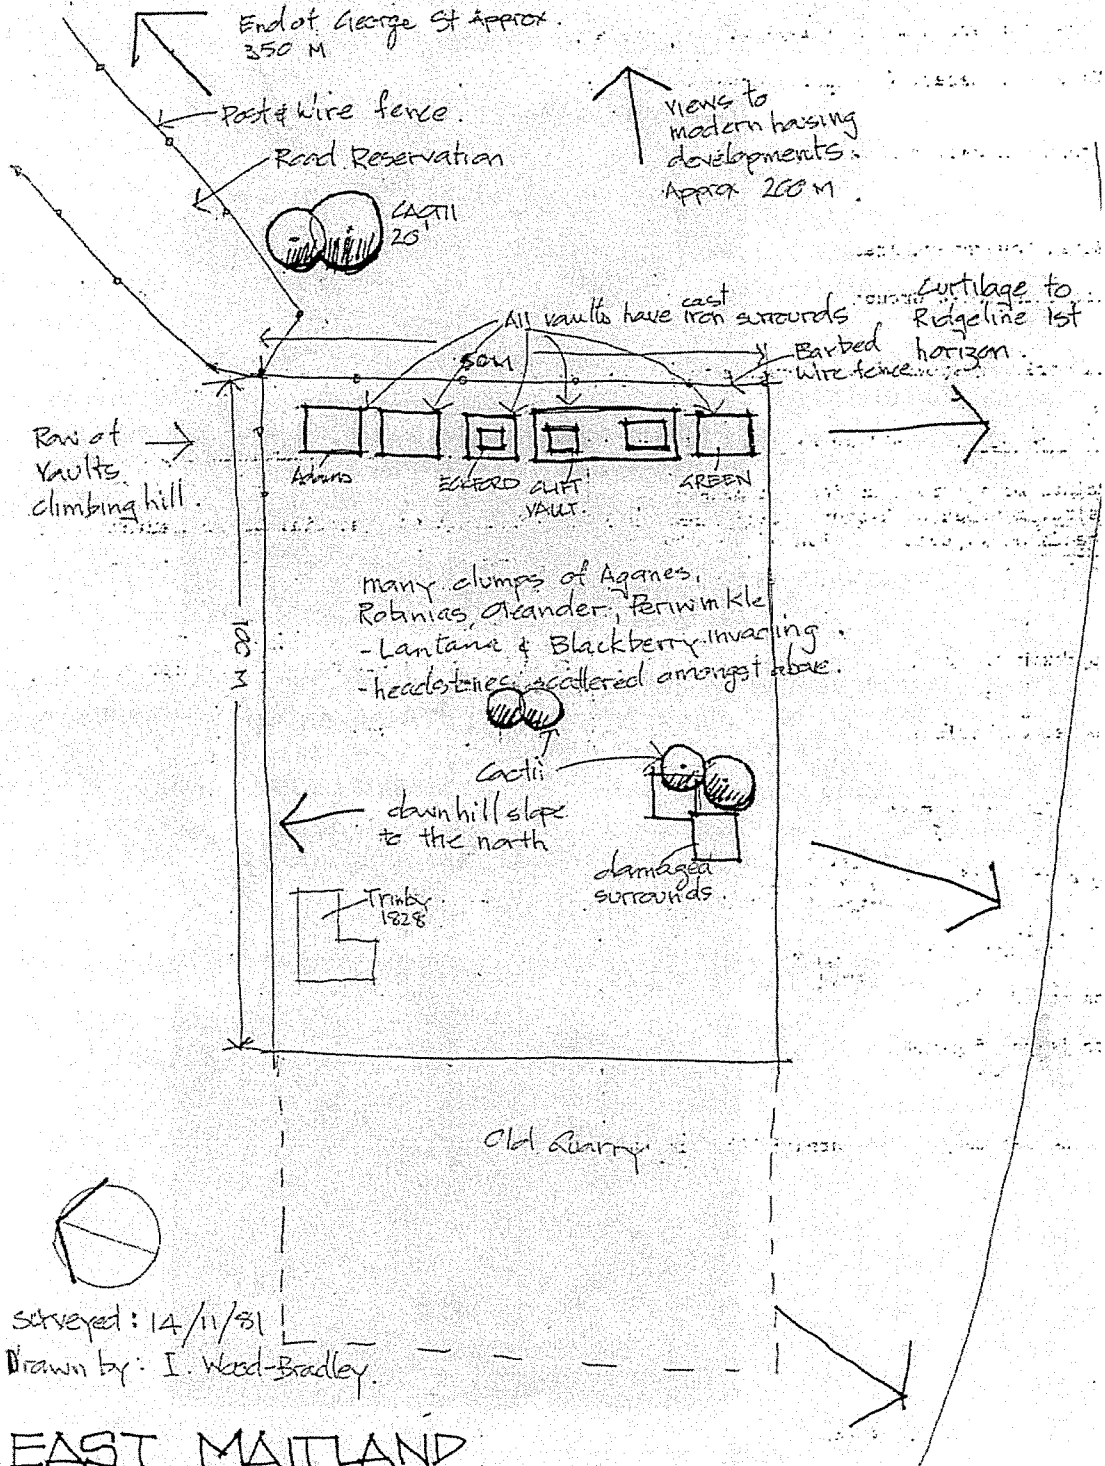 End of George St Approx.
350 M
Post & Wire fence.
Road Reservation
CACTII
20'
views to
modern housing
developments.
Approx 200 M.
All vaults have cast iron surrounds
50M
Barbed
wire fence
Curtilage to
Ridgeline 1st
horizon.
Row of
Vaults
climbing hill.
Adams
ECKFORD
CLIFT
VAULT.
GREEN
many clumps of Aganes,
Robinias, Oleander, Periwinkle
- Lantana & Blackberry invading.
- headstones scattered amongst above.
100 M
Cactii
downhill slope
to the north
damaged
surrounds.
1828
Old Quarry
surveyed: 14/11/81
Drawn by: I. Wood-Bradley.
EAST MAITLAND